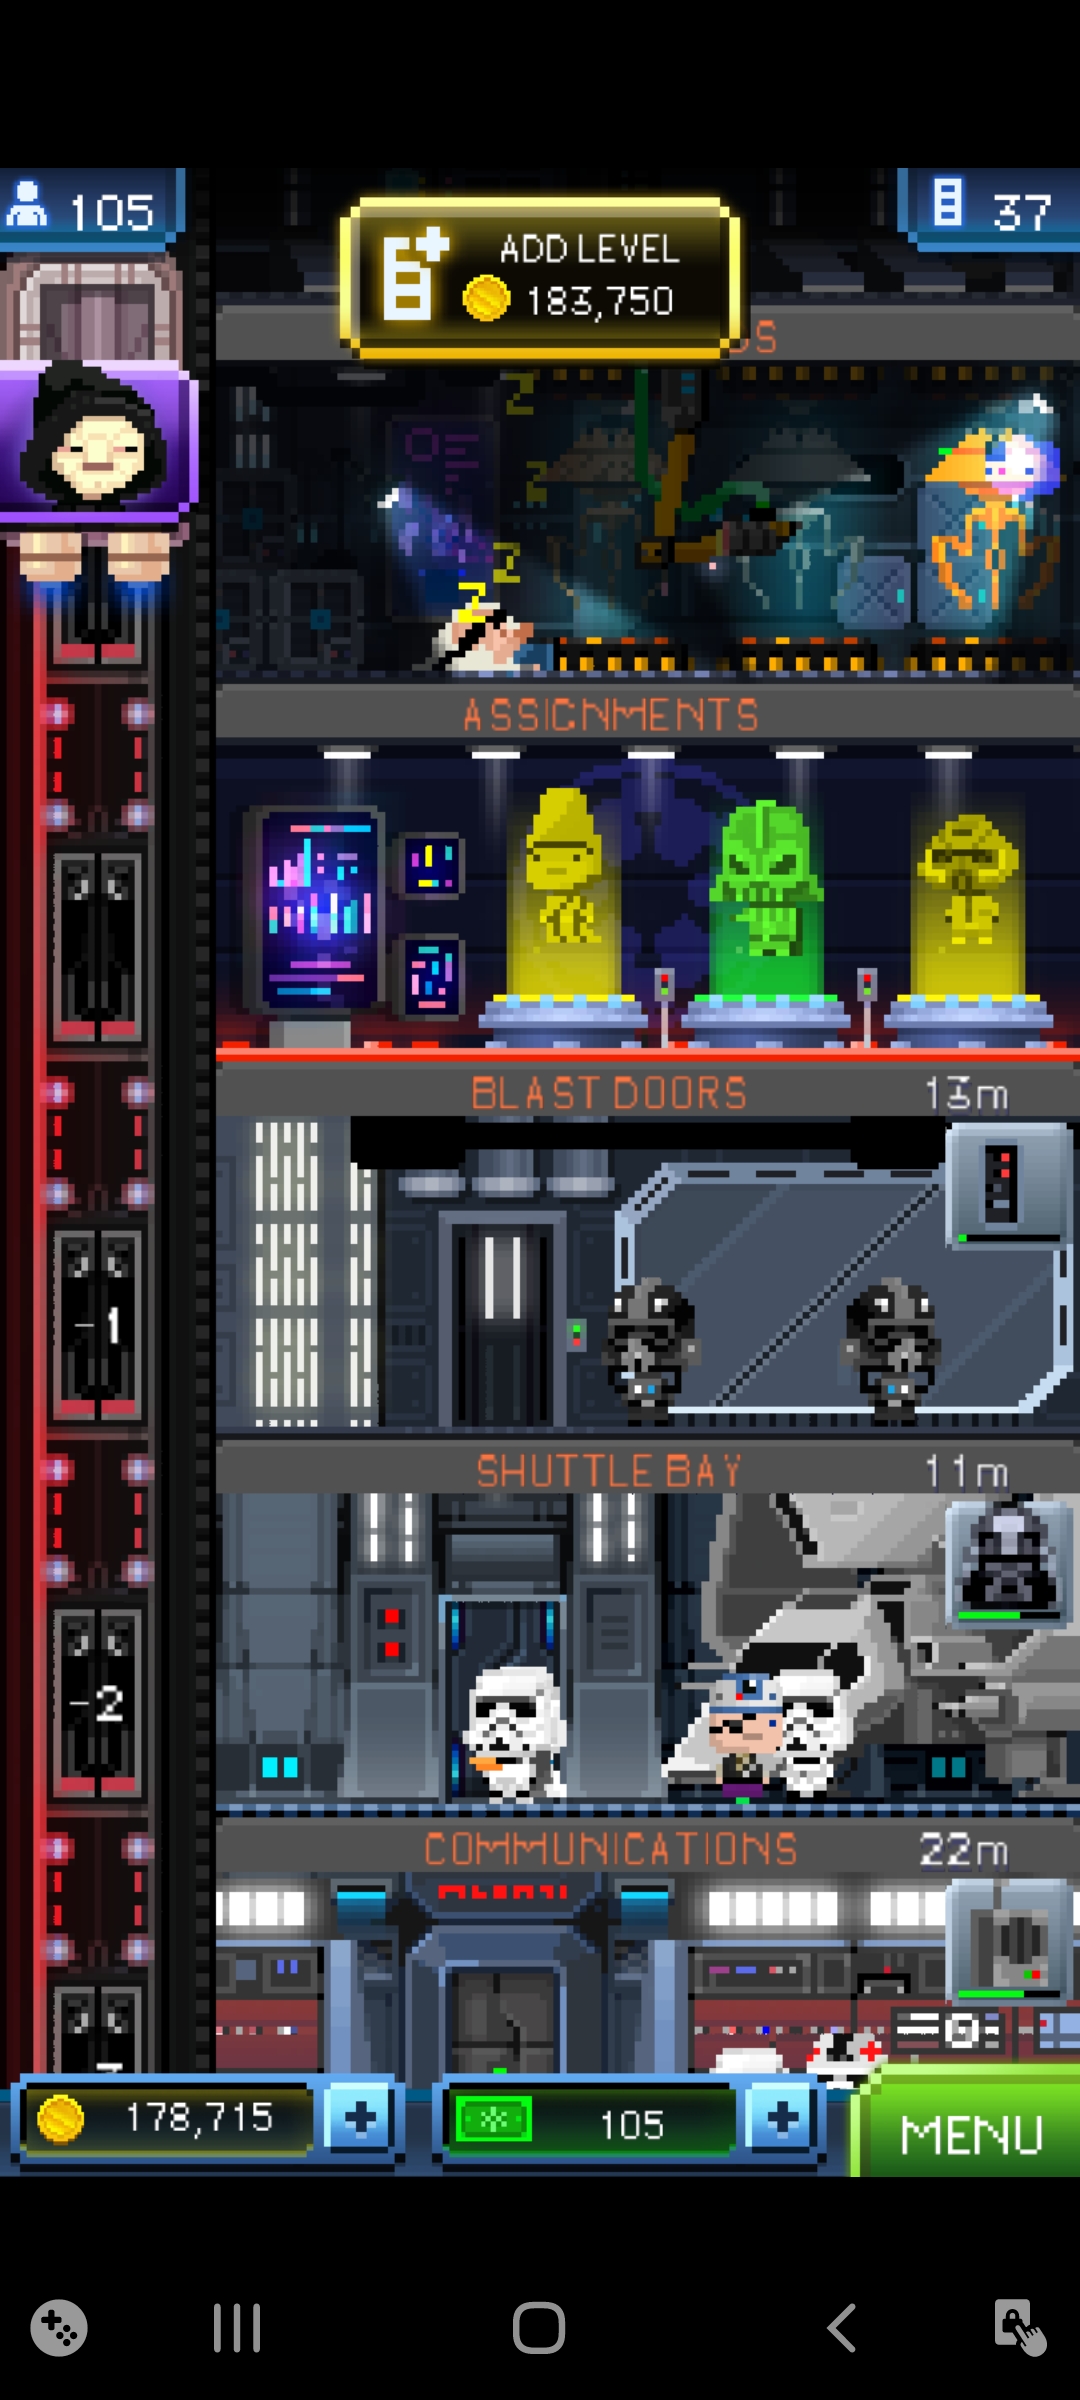 105
ADD LEVEL
183,750
37
ASSIGNMENTS
BLAST DOORS 13m
-1
SHUTTLE BAY 11m
-2
COMMUNICATIONS 22m
178,715
105
MENU